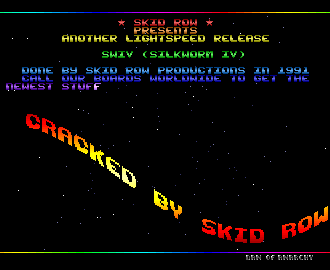 * SKID ROW *
PRESENTS
ANOTHER LIGHTSPEED RELEASE
SWIV (SILKWORM IV)
DONE BY SKID ROW PRODUCTIONS IN 1991
CALL OUR BOARDS WORLDWIDE TO GET THE
NEWEST STUFF
CRACKED BY SKID ROW